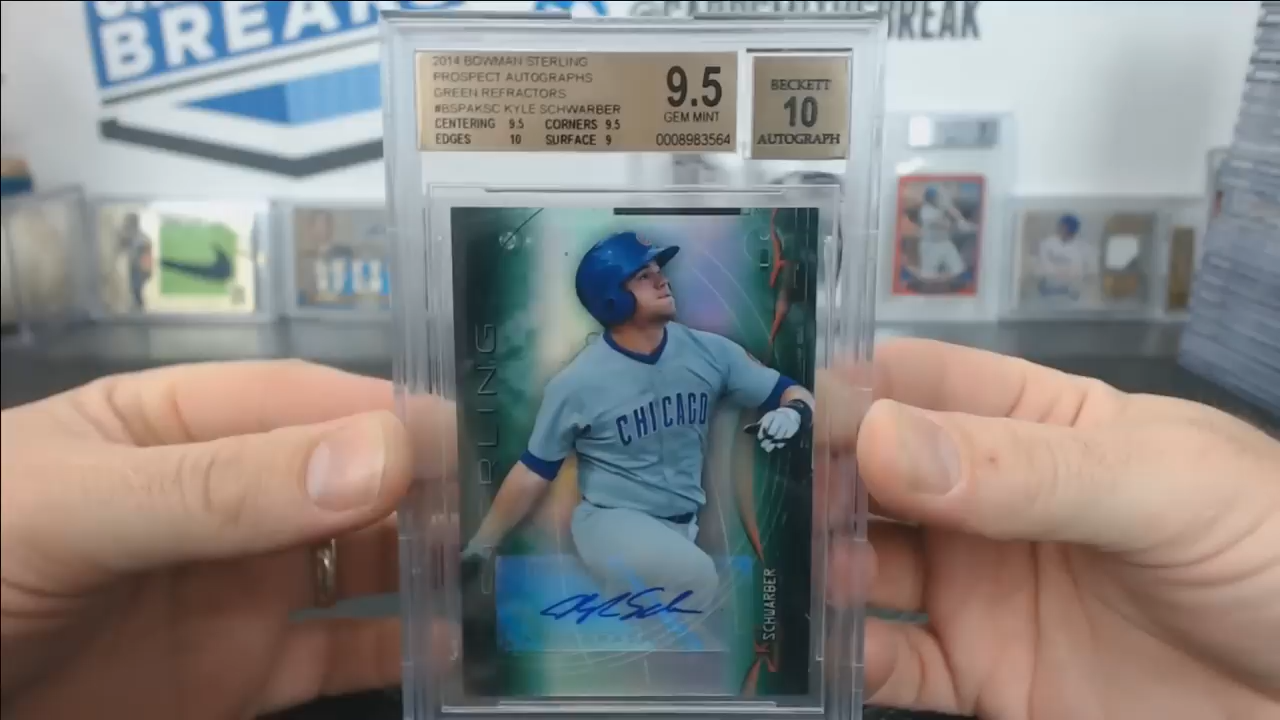 BREAKS
BREAK
2014 BOWMAN STERLING
PROSPECT AUTOGRAPHS
GREEN REFRACTORS
#BSPAKSC KYLE SCHWARBER
CENTERING 9.5 CORNERS 9.5
EDGES 10 SURFACE 9
9.5
GEM MINT
0008983564
BECKETT
10
AUTOGRAPH
CHICAGO
SCHWARBER